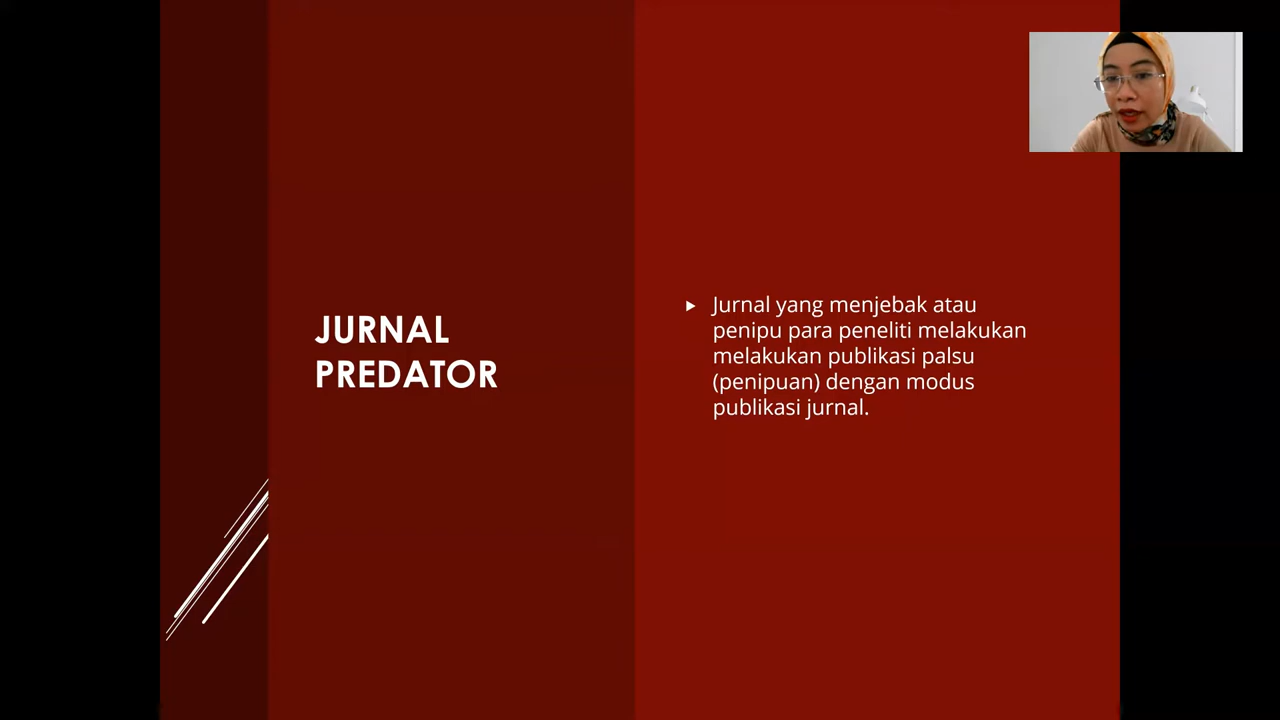 JURNAL
PREDATOR
Jurnal yang menjebak atau
penipu para peneliti melakukan
melakukan publikasi palsu
(penipuan) dengan modus
publikasi jurnal.